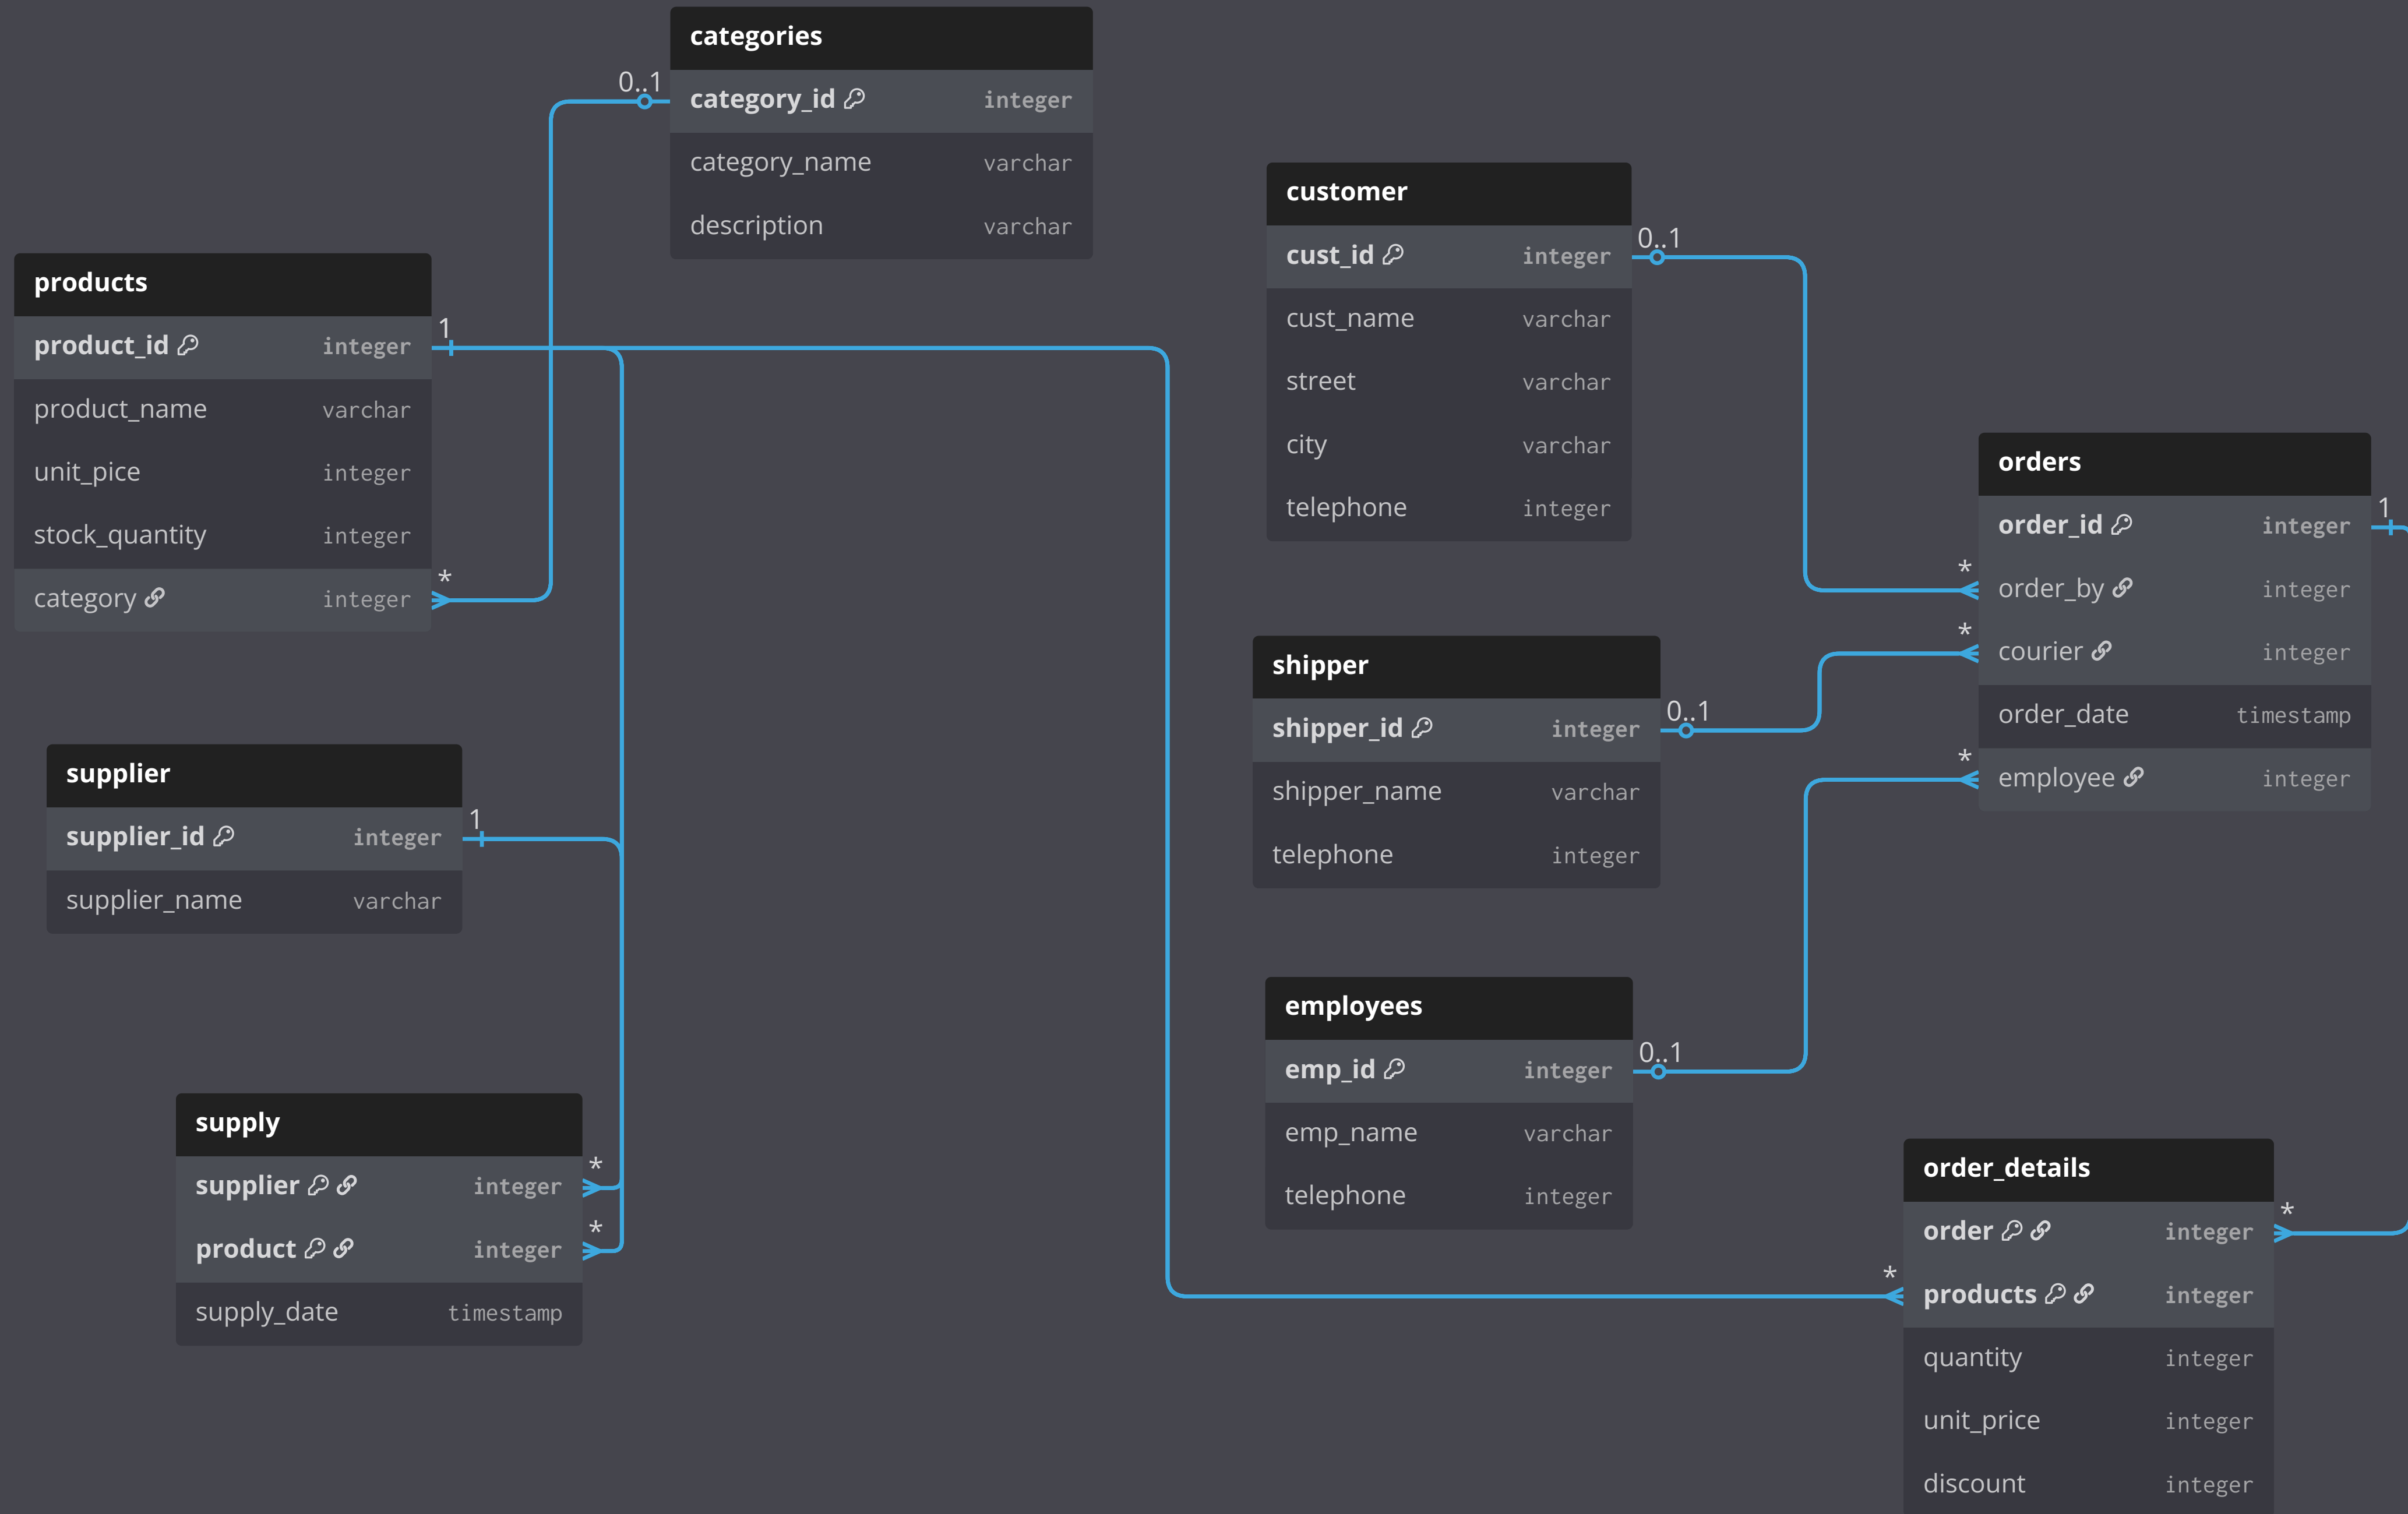 categories
0..1
category_id integer
category_name varchar
description varchar
products
1
product_id integer
product_name varchar
unit_pice integer
stock_quantity integer
*
category integer
supplier
1
supplier_id integer
supplier_name varchar
supply
*
supplier integer
*
product integer
supply_date timestamp
customer
0..1
cust_id integer
cust_name varchar
street varchar
city varchar
telephone integer
shipper
0..1
shipper_id integer
shipper_name varchar
telephone integer
employees
0..1
emp_id integer
emp_name varchar
telephone integer
orders
1
order_id integer
*
order_by integer
*
courier integer
order_date timestamp
*
employee integer
order_details
*
order integer
*
products integer
quantity integer
unit_price integer
discount integer